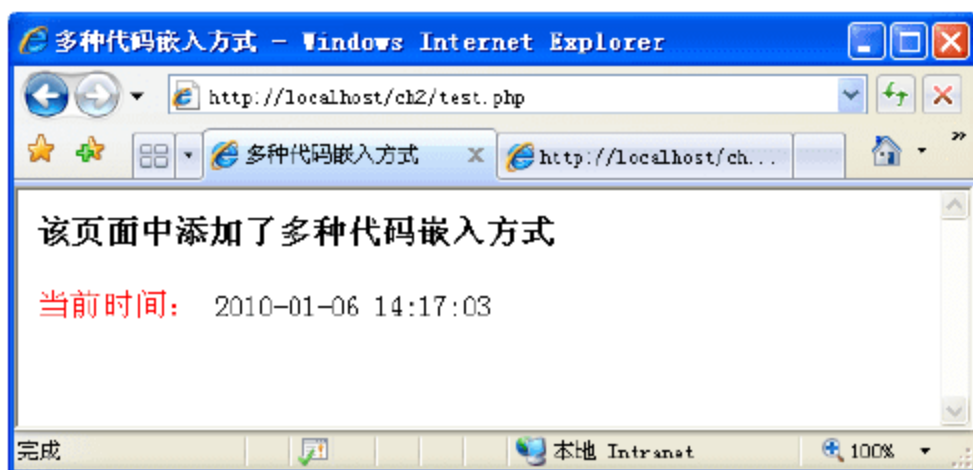 多种代码嵌入方式 - Windows Internet Explorer
http://localhost/ch2/test.php
多种代码嵌入方式
http://localhost/ch...
该页面中添加了多种代码嵌入方式
当前时间： 2010-01-06 14:17:03
完成
本地 Intranet
100%